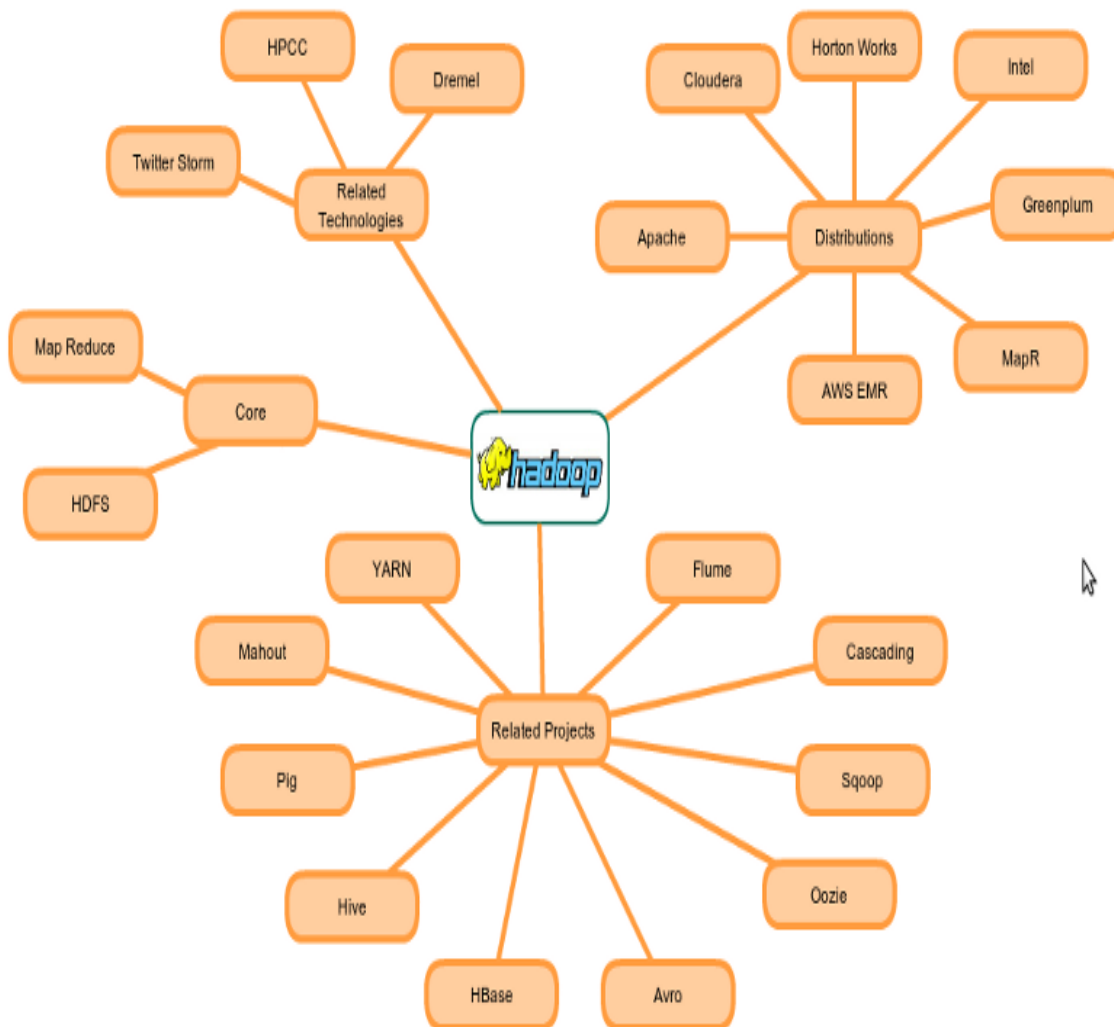 HPCC
Dremel
Twitter Storm
Related
Technologies
Horton Works
Cloudera
Intel
Greenplum
Apache
Distributions
MapR
AWS EMR
Map Reduce
Core
HDFS
hadoop
YARN
Flume
Mahout
Cascading
Related Projects
Pig
Sqoop
Hive
Oozie
HBase
Avro